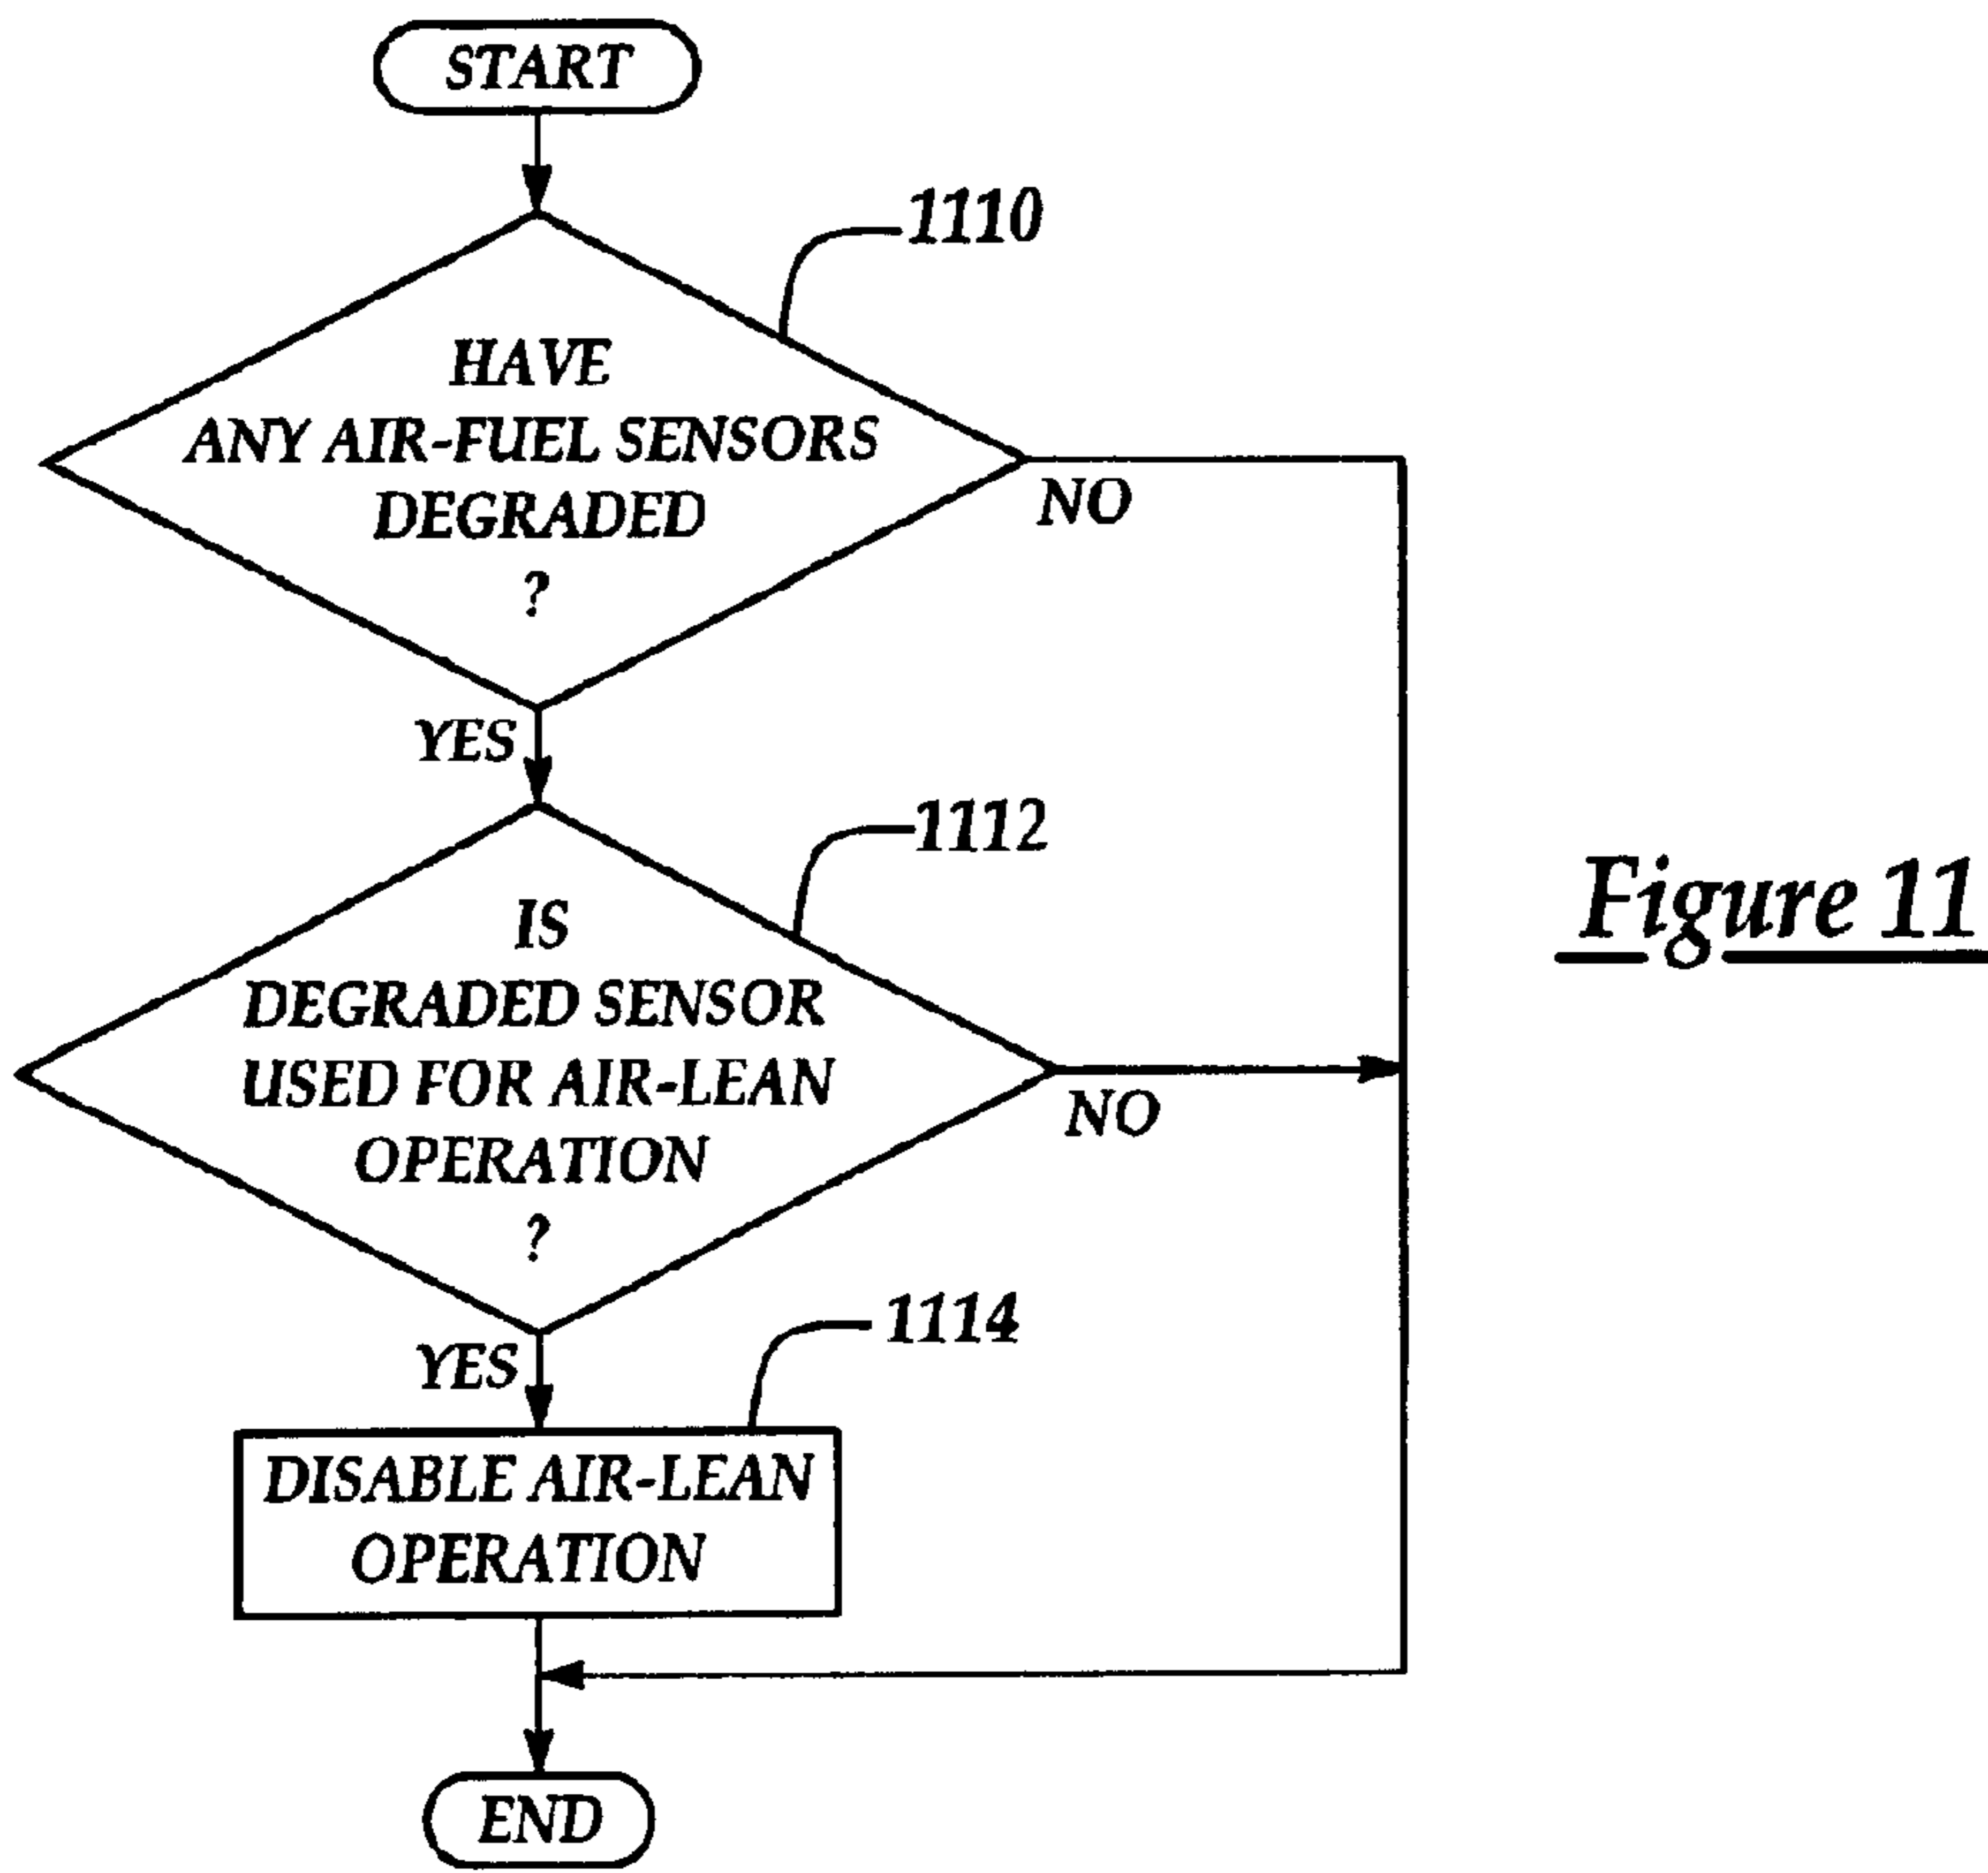 START
1110
HAVE
ANY AIR-FUEL SENSORS
DEGRADED
?
NO
YES
1112
IS
DEGRADED SENSOR
USED FOR AIR-LEAN
OPERATION
?
NO
YES
1114
DISABLE AIR-LEAN
OPERATION
END
Figure 11